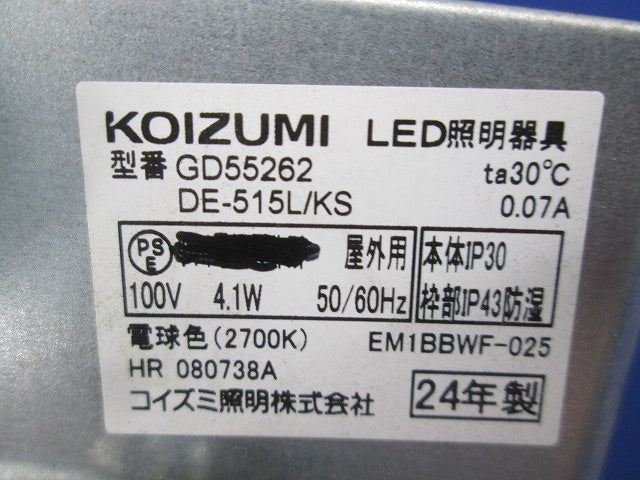 KOIZUMI LED照明器具
型番 GD55262 ta30℃
DE-515L/KS 0.07A
PSE 屋外用 本体IP30
100V 4.1W 50/60Hz 枠部IP43防湿
電球色(2700K) EM1BBWF-025
HR 080738A
コイズミ照明株式会社 24年製